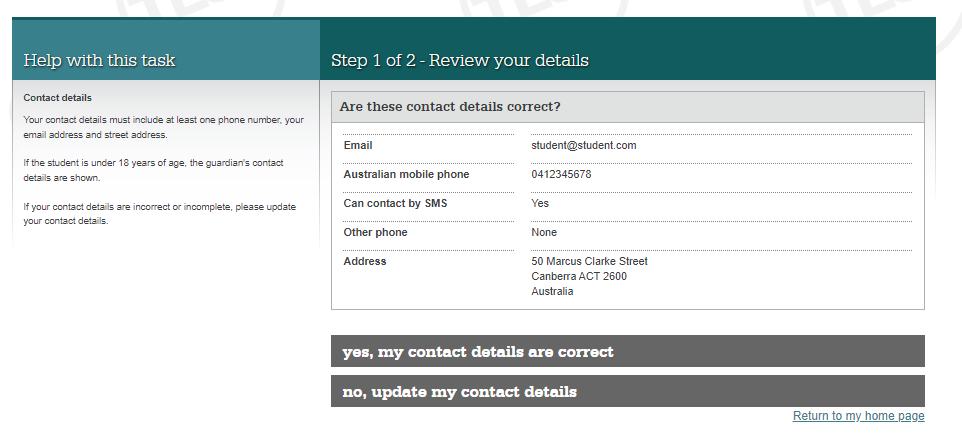 Help with this task
Step 1 of 2 - Review your details
Contact details
Your contact details must include at least one phone number, your
email address and street address.
If the student is under 18 years of age, the guardian's contact
details are shown.
If your contact details are incorrect or incomplete, please update
your contact details.
Are these contact details correct?
Email student@student.com
Australian mobile phone 0412345678
Can contact by SMS Yes
Other phone None
Address 50 Marcus Clarke Street
Canberra ACT 2600
Australia
yes, my contact details are correct
no, update my contact details
Return to my home page